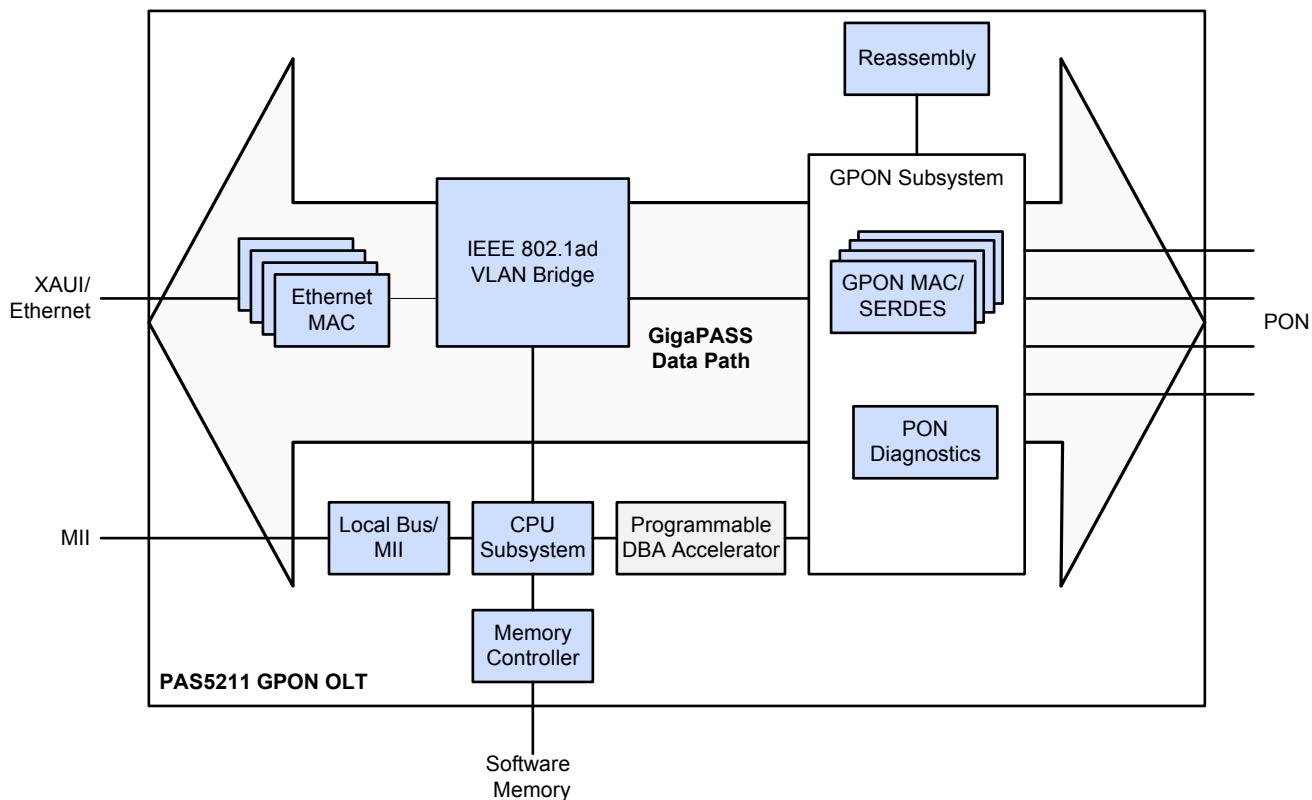 Reassembly
GPON Subsystem
IEEE 802.1ad
VLAN Bridge
XAUI/
Ethernet
Ethernet
MAC
GPON MAC/
SERDES
PON
GigaPASS
Data Path
PON
Diagnostics
MII
Local Bus/
MII
CPU
Subsystem
Programmable
DBA Accelerator
Memory
Controller
PAS5211 GPON OLT
Software
Memory